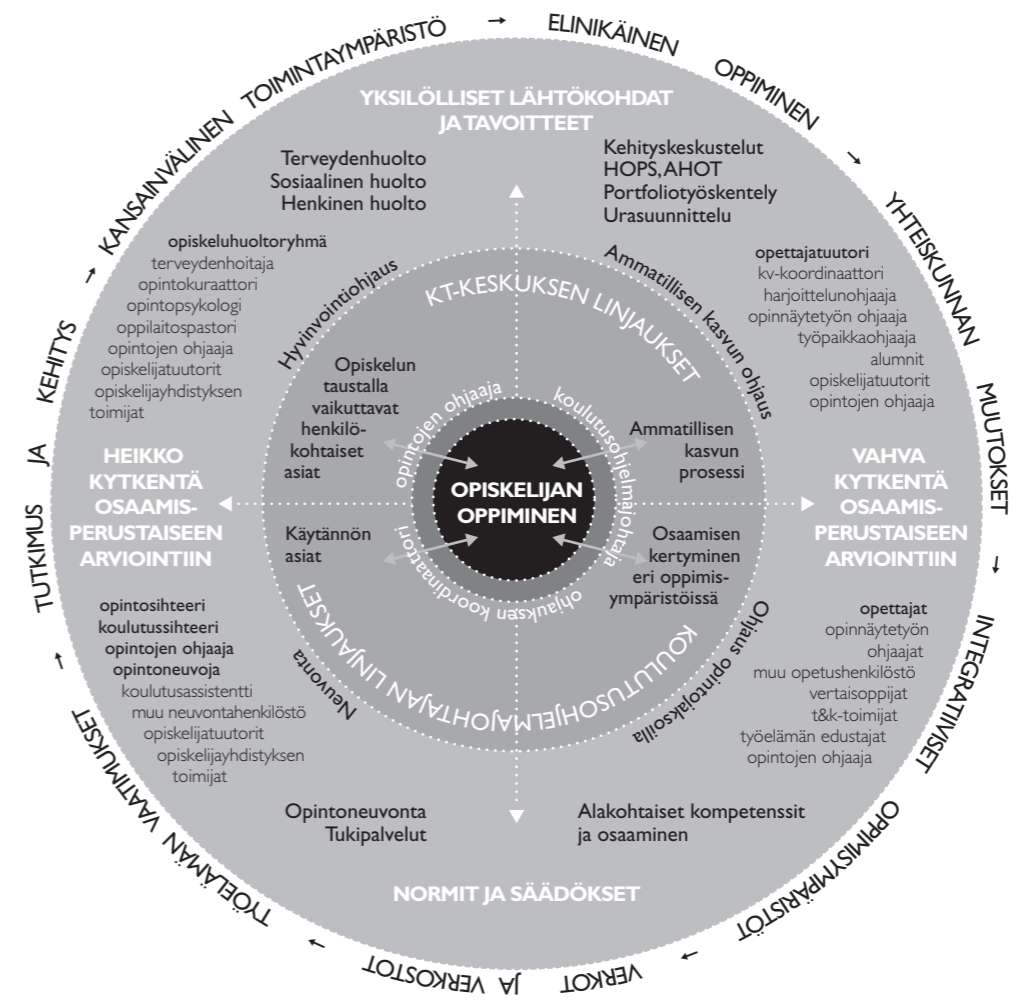 KANSAINVÄLINEN TOIMINTAYMPÄRISTÖ → ELINIKÄINEN OPPIMINEN → YHTEISKUNNAN MUUTOKSET → INTEGRATIIVISET OPPIMISYMPÄRISTÖT → VERKOT JA VERKOSTOT → TYÖELÄMÄN VAATIMUKSET → TUTKIMUS JA KEHITYS →
YKSILÖLLISET LÄHTÖKOHDAT
JA TAVOITTEET
Terveydenhuolto
Sosiaalinen huolto
Henkinen huolto
Kehityskeskustelut
HOPS, AHOT
Portfoliotyöskentely
Urasuunnittelu
opiskeluhuoltoryhmä
terveydenhoitaja
opintokuraattori
opintopsykologi
oppilaitospastori
opintojen ohjaaja
opiskelijatuutorit
opiskelijayhdistyksen
toimijat
Hyvinvointiohjaus
KT-KESKUKSEN LINJAUKSET
Ammatillisen kasvun ohjaus
opettajatuutori
kv-koordinaattori
harjoittelunohjaaja
opinnäytetyön ohjaaja
työpaikkaohjaaja
alumnit
opiskelijatuutorit
opintojen ohjaaja
Opiskelun
taustalla
vaikuttavat
henkilö-
kohtaiset
asiat
opintojen ohjaaja
koulutusohjelmajohtaja
Ammatillisen
kasvun
prosessi
HEIKKO
KYTKENTÄ
OSAAMIS-
PERUSTAISEEN
ARVIOINTIIN
OPISKELIJAN
OPPIMINEN
VAHVA
KYTKENTÄ
OSAAMIS-
PERUSTAISEEN
ARVIOINTIIN
Käytännön
asiat
ohjauksen koordinaattori
Osaamisen
kertyminen
eri oppimis-
ympäristöissä
opintosihteeri
koulutussihteeri
opintojen ohjaaja
opintoneuvoja
koulutusassistentti
muu neuvontahenkilöstö
opiskelijatuutorit
opiskelijayhdistyksen
toimijat
Neuvonta
KOULUTUSOHJELMAJOHTAJAN LINJAUKSET
Ohjaus opintojaksoilla
opettajat
opinnäytetyön
ohjaajat
muu opetushenkilöstö
vertaisoppijat
t&k-toimijat
työelämän edustajat
opintojen ohjaaja
Opintoneuvonta
Tukipalvelut
Alakohtaiset kompetenssit
ja osaaminen
NORMIT JA SÄÄDÖKSET